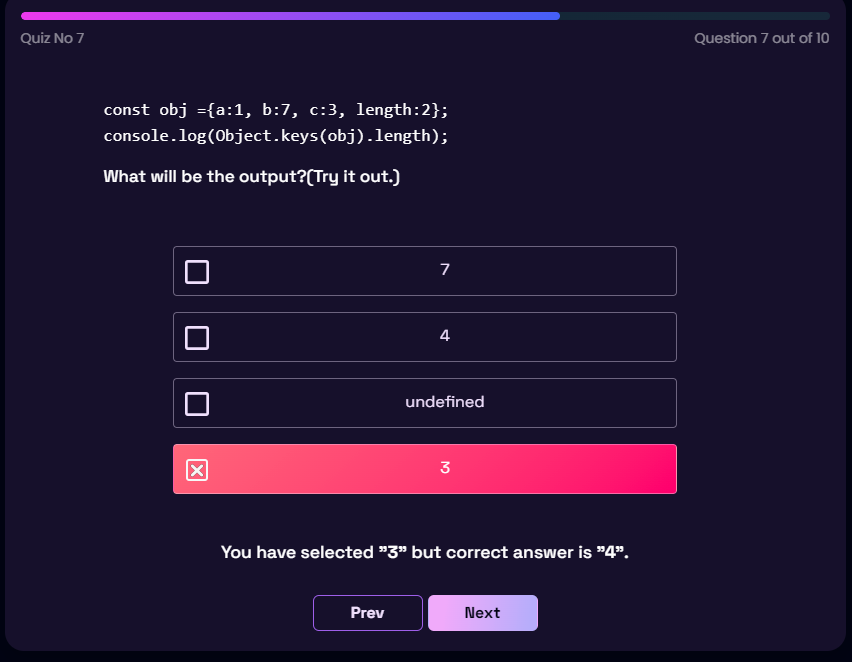 Quiz No 7
Question 7 out of 10
const obj ={a:1, b:7, c:3, length:2};
console.log(Object.keys(obj).length);
What will be the output?(Try it out.)
7
4
undefined
3
You have selected ”3” but correct answer is ”4”.
Prev
Next